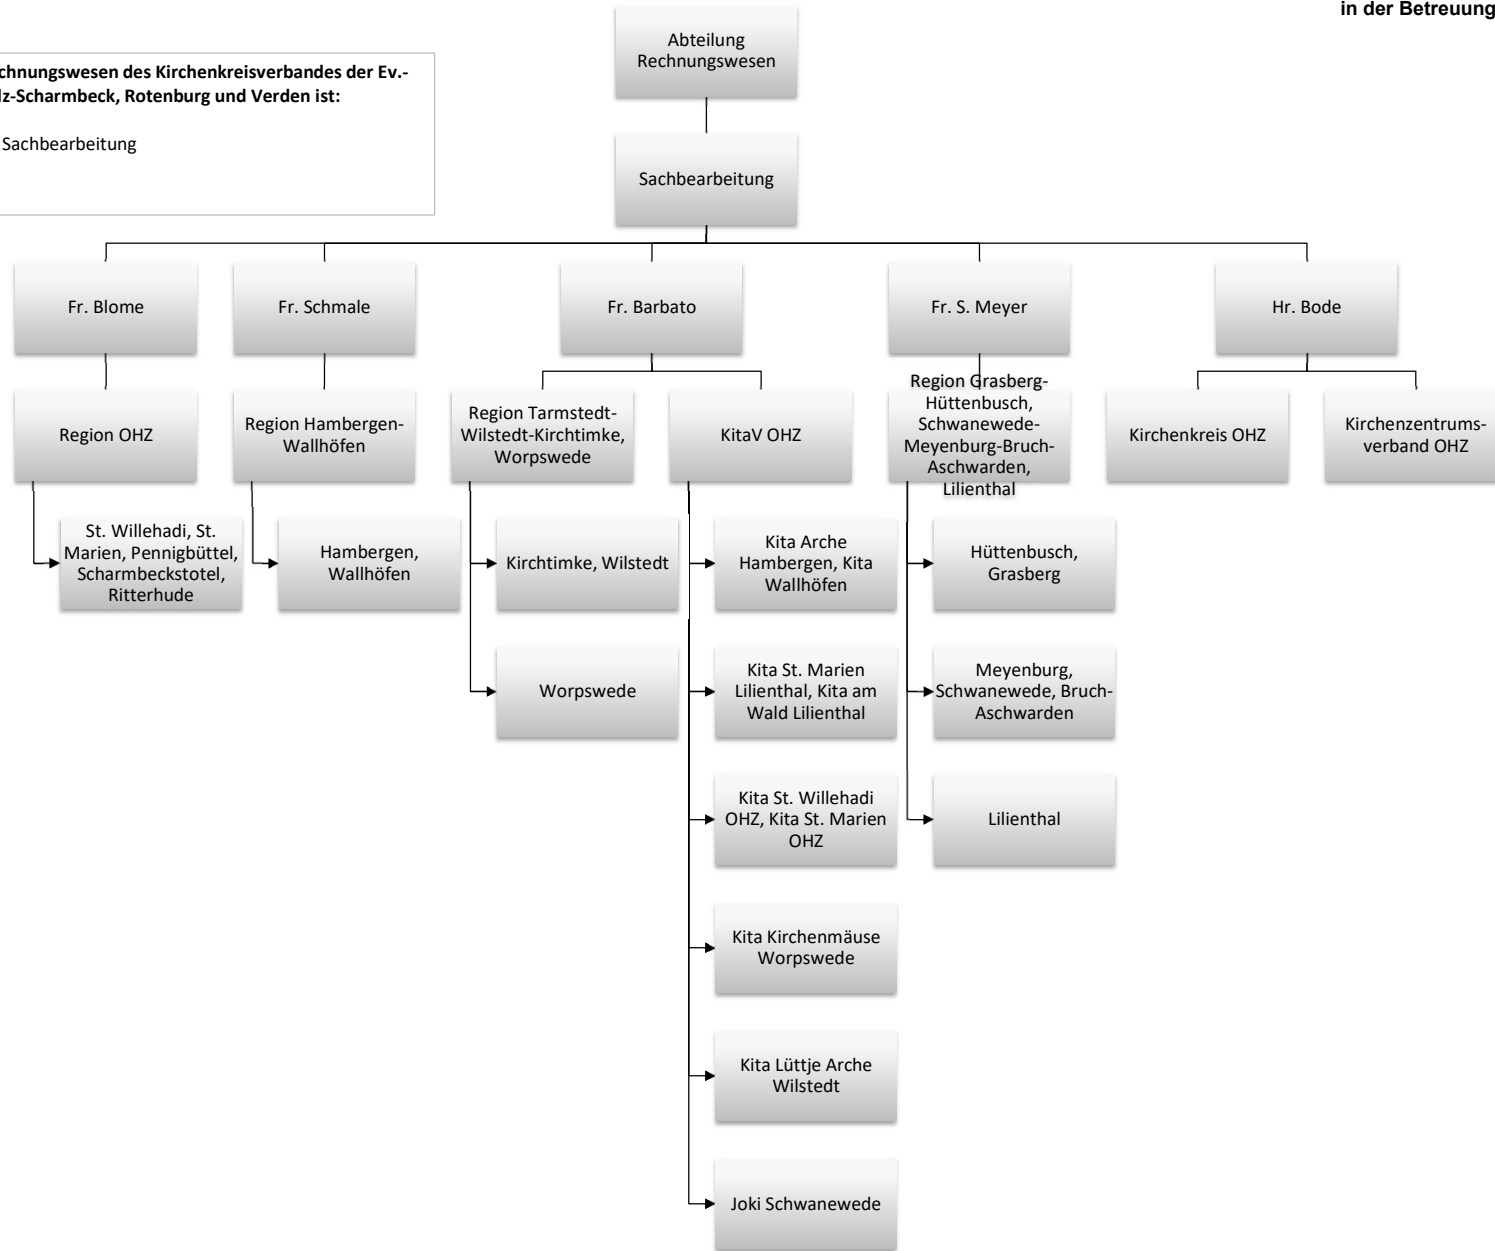 in der Betreuung
Abteilung
Rechnungswesen
chnungswesen des Kirchenkreisverbandes der Ev.-
lz-Scharmbeck, Rotenburg und Verden ist:
Sachbearbeitung
Sachbearbeitung
Fr. Blome
Fr. Schmale
Fr. Barbato
Fr. S. Meyer
Hr. Bode
Region OHZ
Region Hambergen-
Wallhöfen
Region Tarmstedt-
Wilstedt-Kirchtimke,
Worpswede
KitaV OHZ
Region Grasberg-
Hüttenbusch,
Schwanewede-
Meyenburg-Bruch-
Aschwarden,
Lilienthal
Kirchenkreis OHZ
Kirchenzentrums-
verband OHZ
St. Willehadi, St.
Marien, Pennigbüttel,
Scharmbeckstotel,
Ritterhude
Hambergen,
Wallhöfen
Kirchtimke, Wilstedt
Kita Arche
Hambergen, Kita
Wallhöfen
Hüttenbusch,
Grasberg
Worpswede
Kita St. Marien
Lilienthal, Kita am
Wald Lilienthal
Meyenburg,
Schwanewede, Bruch-
Aschwarden
Kita St. Willehadi
OHZ, Kita St. Marien
OHZ
Lilienthal
Kita Kirchenmäuse
Worpswede
Kita Lüttje Arche
Wilstedt
Joki Schwanewede